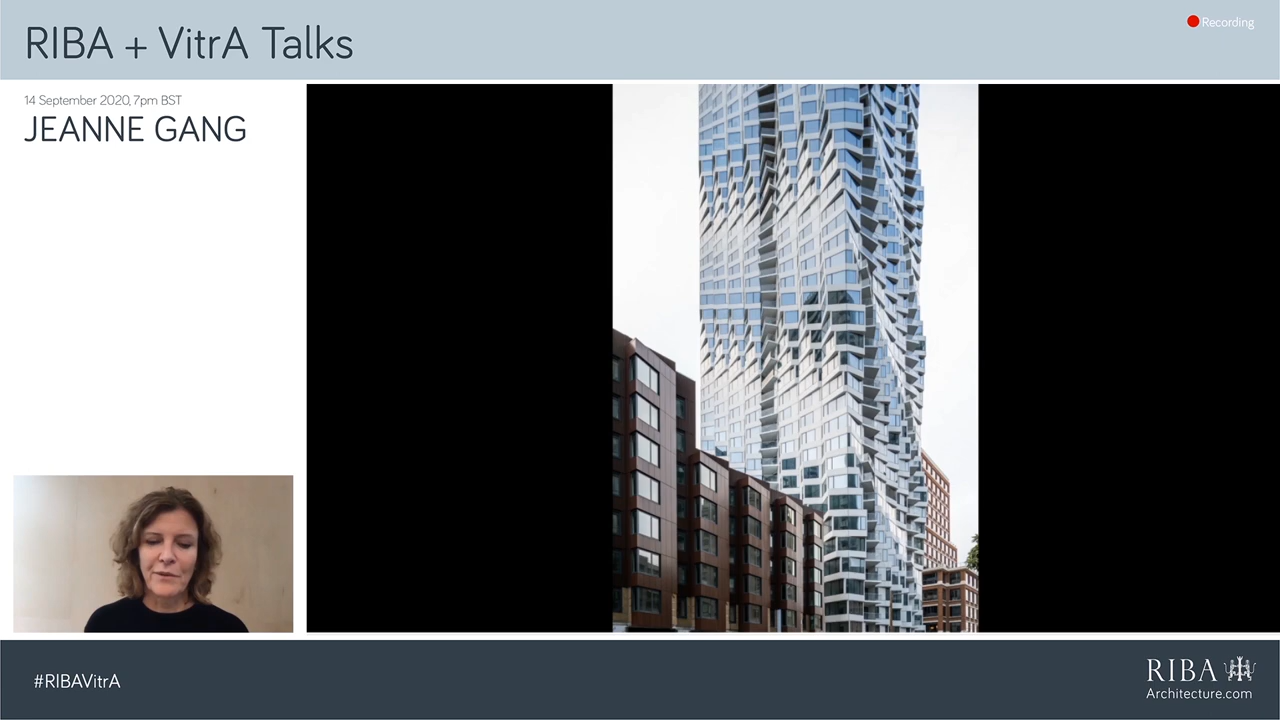 RIBA + VitrA Talks
Recording
14 September 2020, 7pm BST
JEANNE GANG
#RIBAVitrA
RIBA
Architecture.com